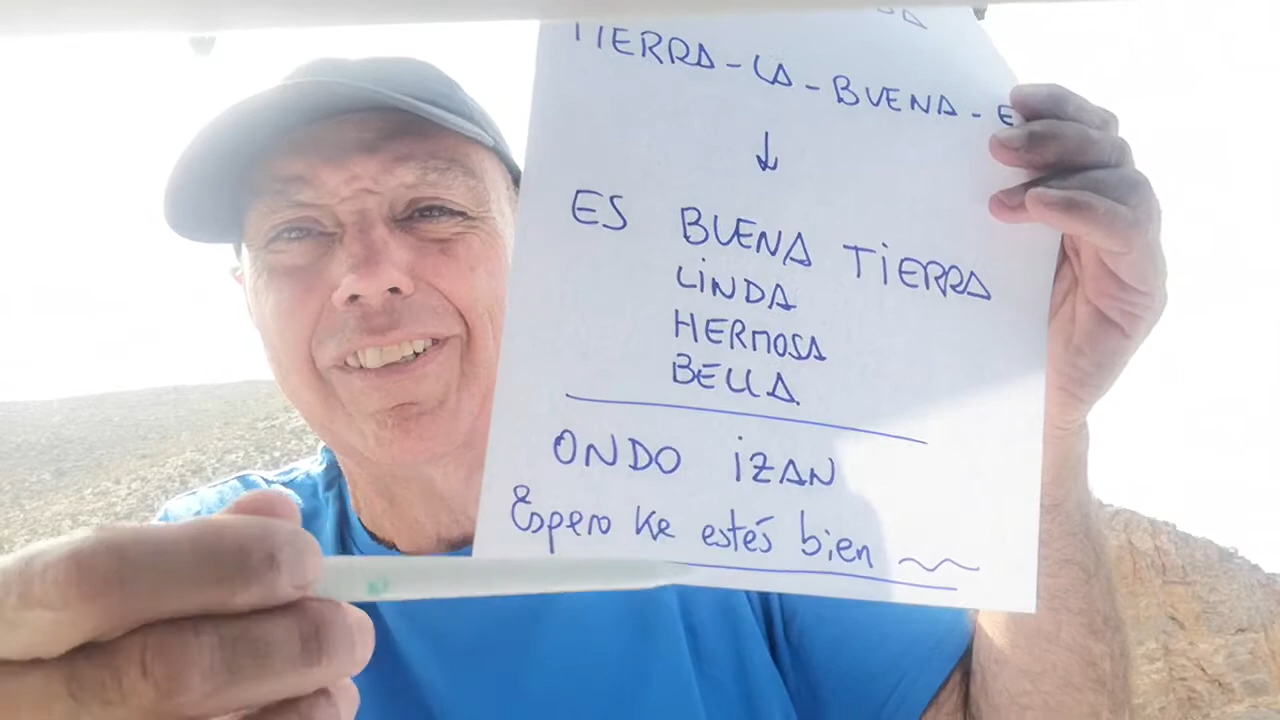 TIERRA-LA-BUENA-E
↓
ES BUENA TiERRA
LiNDA
HERMOSA
BELLA
ONDO iZAN
Espero ke estés bien